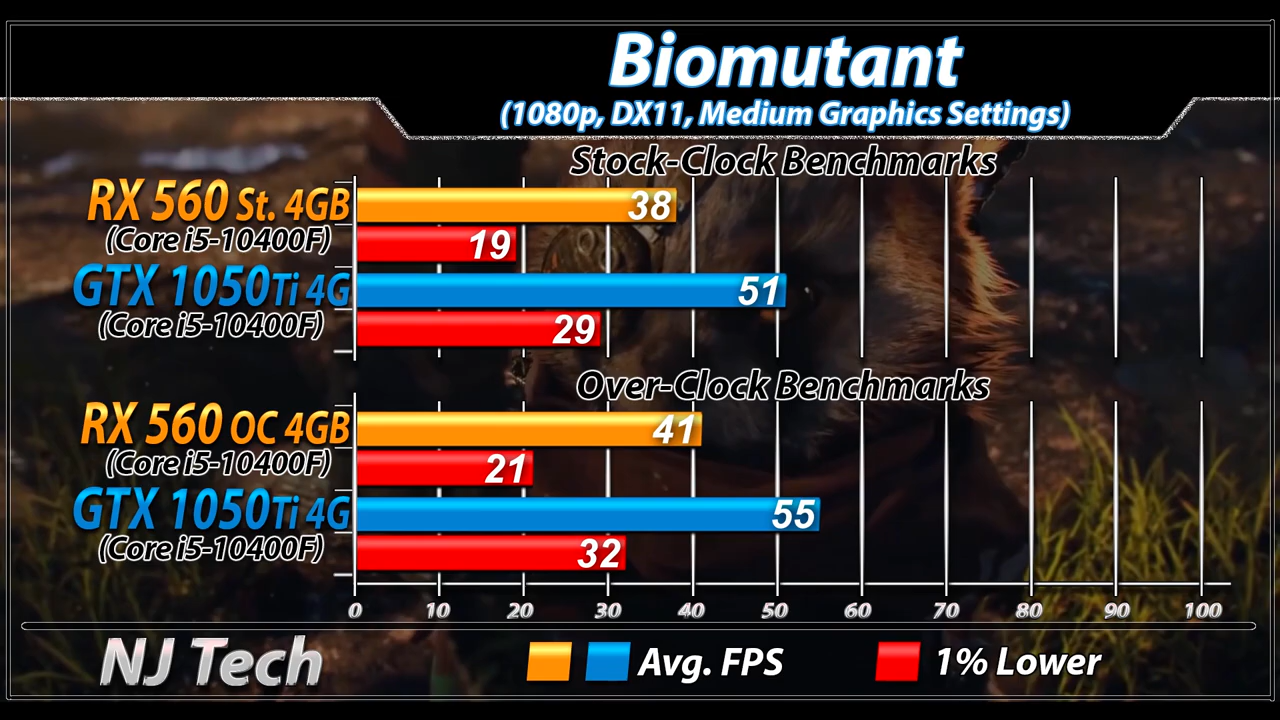 Biomutant
(1080p, DX11, Medium Graphics Settings)
Stock-Clock Benchmarks
RX 560 St. 4GB
38
(Core i5-10400F)
19
GTX 1050Ti 4G
51
(Core i5-10400F)
29
Over-Clock Benchmarks
RX 560 OC 4GB
41
(Core i5-10400F)
21
GTX 1050Ti 4G
55
(Core i5-10400F)
32
0 10 20 30 40 50 60 70 80 90 100
NJ Tech
Avg. FPS
1% Lower